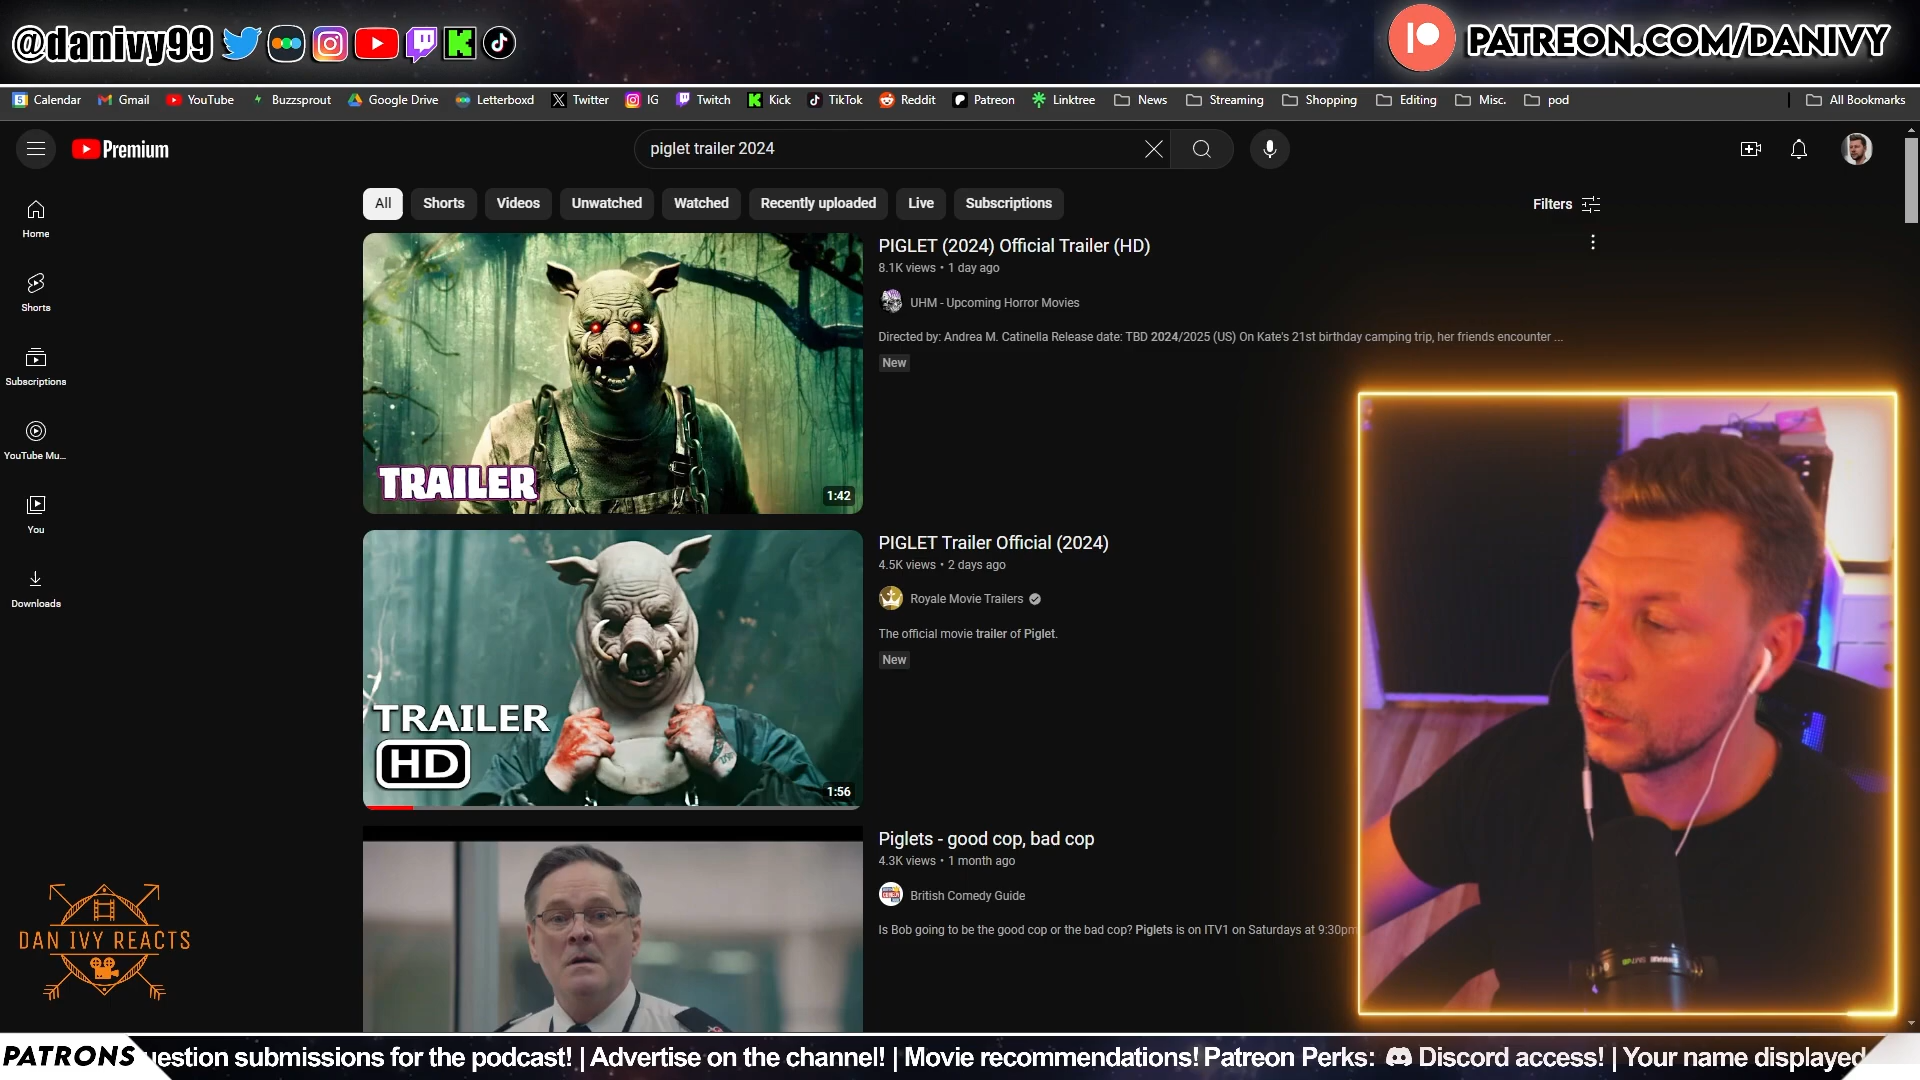 @danivy99
PATREON.COM/DANIVY
Calendar Gmail YouTube Buzzsprout Google Drive Letterboxd Twitter IG Twitch Kick TikTok Reddit Patreon Linktree News Streaming Shopping Editing Misc. pod All Bookmarks
Premium
piglet trailer 2024
All Shorts Videos Unwatched Watched Recently uploaded Live Subscriptions
Filters
Home
Shorts
Subscriptions
YouTube Mu...
You
Downloads
TRAILER
1:42
PIGLET (2024) Official Trailer (HD)
8.1K views • 1 day ago
UHM - Upcoming Horror Movies
Directed by: Andrea M. Catinella Release date: TBD 2024/2025 (US) On Kate's 21st birthday camping trip, her friends encounter ...
New
TRAILER
HD
1:56
PIGLET Trailer Official (2024)
4.5K views • 2 days ago
Royale Movie Trailers
The official movie trailer of Piglet.
New
Piglets - good cop, bad cop
4.3K views • 1 month ago
British Comedy Guide
Is Bob going to be the good cop or the bad cop? Piglets is on ITV1 on Saturdays at 9:30pm
DAN IVY REACTS
PATRONS
uestion submissions for the podcast! | Advertise on the channel! | Movie recommendations! Patreon Perks: Discord access! | Your name displayed